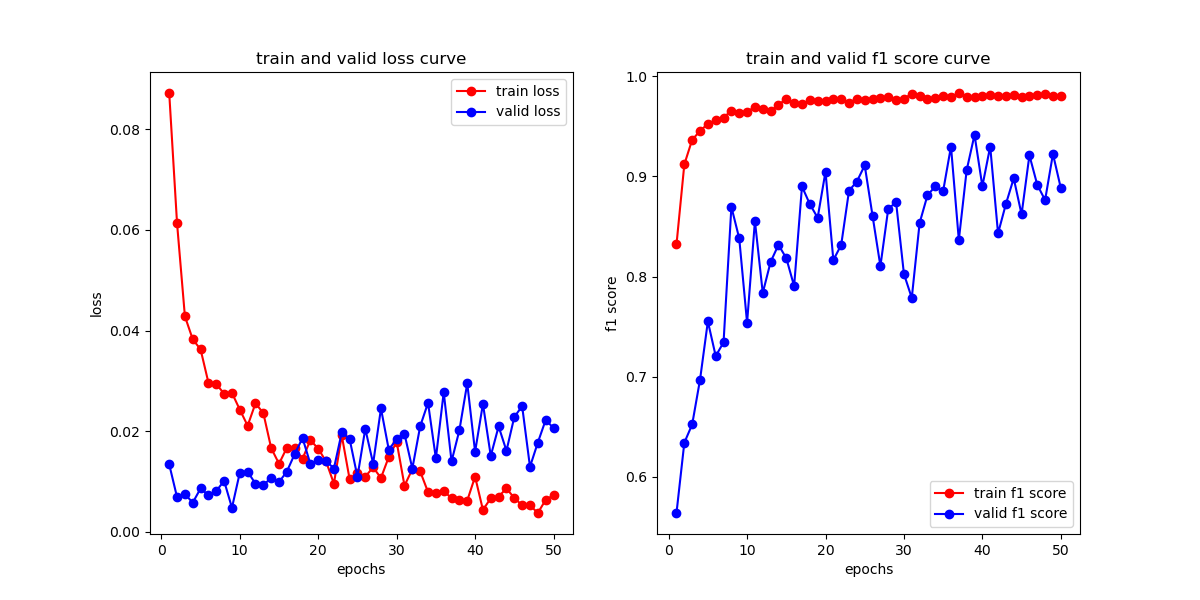 train and valid loss curve
train loss
valid loss
0.08
0.06
0.04
0.02
0.00
loss
0 10 20 30 40 50
epochs
train and valid f1 score curve
1.0
0.9
0.8
0.7
0.6
f1 score
train f1 score
valid f1 score
0 10 20 30 40 50
epochs